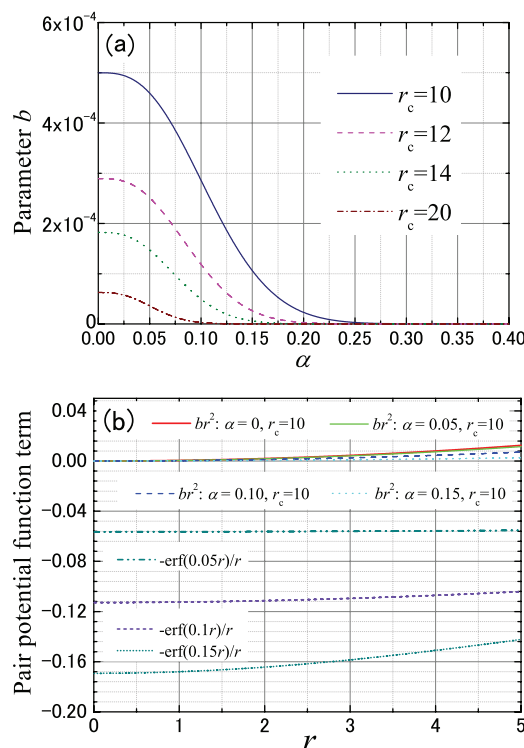 (a)
6x10⁻⁴
4x10⁻⁴
2x10⁻⁴
0
Parameter b
r_c=10
r_c=12
r_c=14
r_c=20
0.00 0.05 0.10 0.15 0.20 0.25 0.30 0.35 0.40
α
(b)
0.04
0.00
-0.04
-0.08
-0.12
-0.16
-0.20
Pair potential function term
br²: α = 0, r_c=10 br²: α = 0.05, r_c=10
br²: α = 0.10, r_c=10 br²: α = 0.15, r_c=10
-erf(0.05r)/r
-erf(0.1r)/r
-erf(0.15r)/r
0 1 2 3 4 5
r